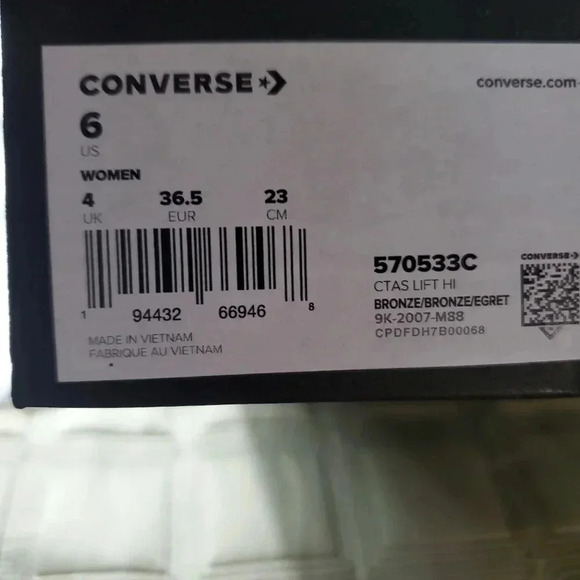 CONVERSE
converse.com
6
US
WOMEN
4 36.5 23
UK EUR CM
1 94432 66946 8
MADE IN VIETNAM
FABRIQUE AU VIETNAM
570533C
CTAS LIFT HI
BRONZE/BRONZE/EGRET
9K-2007-M88
CPDFDH7B00068
CONVERSE